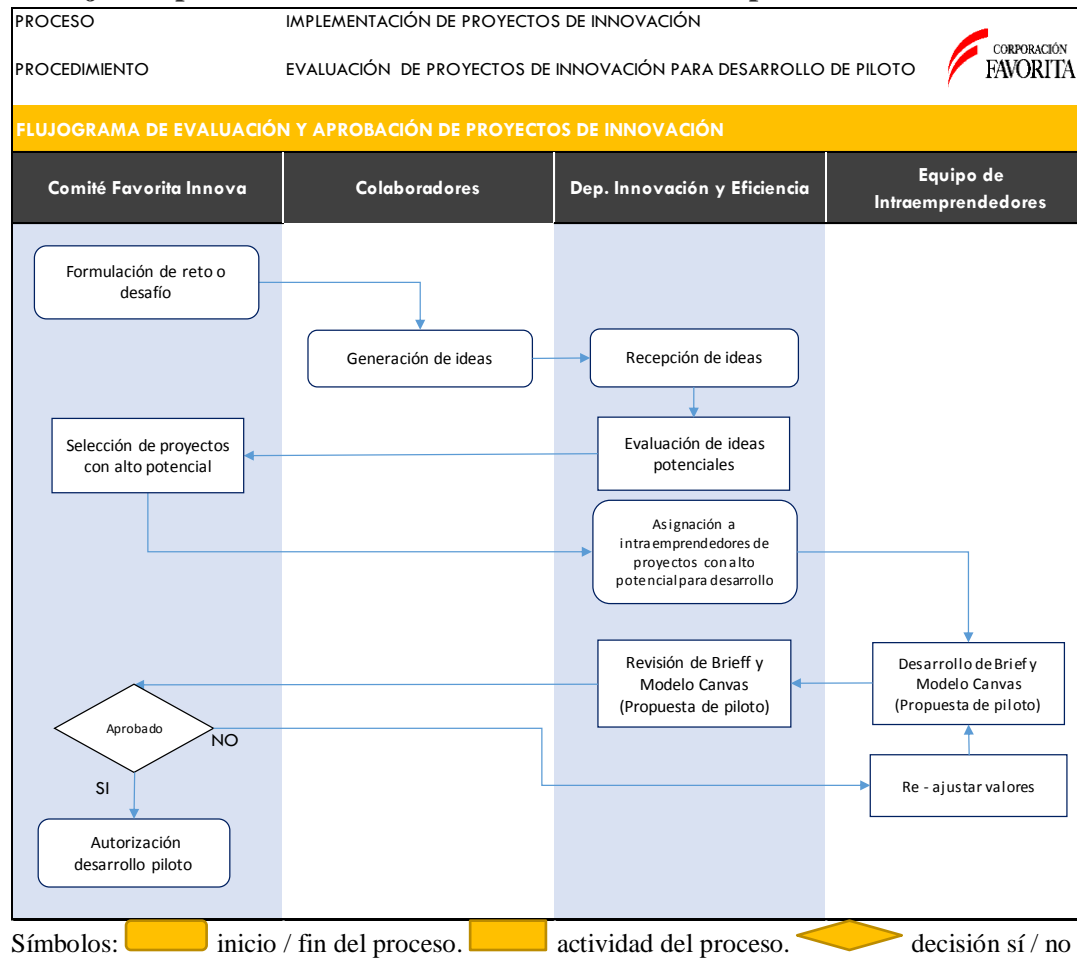 PROCESO IMPLEMENTACIÓN DE PROYECTOS DE INNOVACIÓN
CORPORACIÓN
FAVORITA
PROCEDIMIENTO EVALUACIÓN DE PROYECTOS DE INNOVACIÓN PARA DESARROLLO DE PILOTO
FLUJOGRAMA DE EVALUACIÓN Y APROBACIÓN DE PROYECTOS DE INNOVACIÓN
Comité Favorita Innova
Colaboradores
Dep. Innovación y Eficiencia
Equipo de
Intraemprendedores
Formulación de reto o
desafío
Generación de ideas
Recepción de ideas
Evaluación de ideas
potenciales
Selección de proyectos
con alto potencial
Asignación a
intraemprendedores de
proyectos con alto
potencial para desarrollo
Desarrollo de Brief y
Modelo Canvas
(Propuesta de piloto)
Revisión de Brieff y
Modelo Canvas
(Propuesta de piloto)
Aprobado
NO
Re - ajustar valores
SI
Autorización
desarrollo piloto
Símbolos: inicio / fin del proceso. actividad del proceso. decisión sí / no